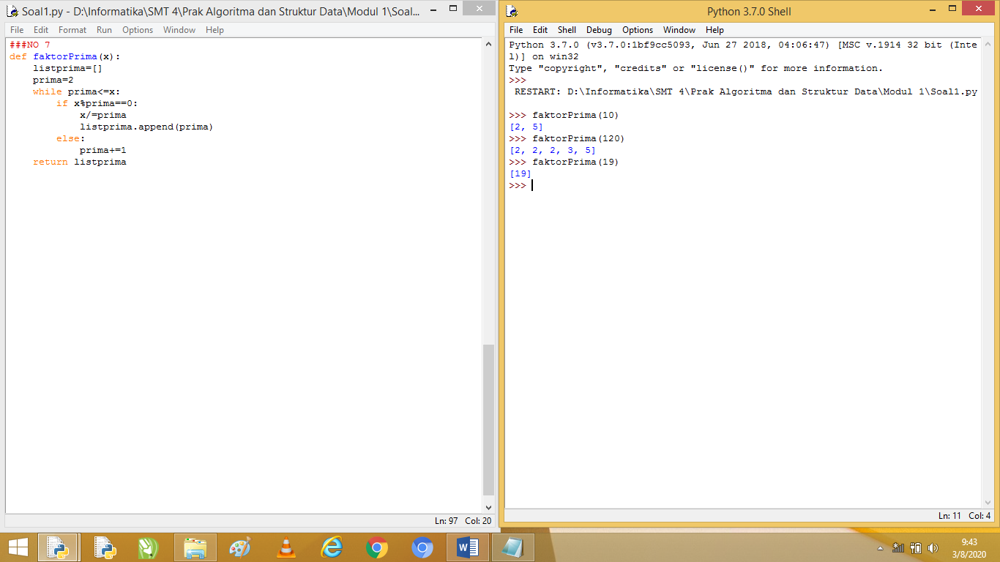 Soal1.py - D:\Informatika\SMT 4\Prak Algoritma dan Struktur Data\Modul 1\Soal...
File Edit Format Run Options Window Help
###NO 7
def faktorPrima(x):
    listprima=[]
    prima=2
    while prima<=x:
        if x%prima==0:
            x/=prima
            listprima.append(prima)
        else:
            prima+=1
    return listprima
Ln: 97 Col: 20
Python 3.7.0 Shell
File Edit Shell Debug Options Window Help
Python 3.7.0 (v3.7.0:1bf9cc5093, Jun 27 2018, 04:06:47) [MSC v.1914 32 bit (Inte
l)] on win32
Type "copyright", "credits" or "license()" for more information.
>>>
 RESTART: D:\Informatika\SMT 4\Prak Algoritma dan Struktur Data\Modul 1\Soal1.py
>>> faktorPrima(10)
[2, 5]
>>> faktorPrima(120)
[2, 2, 2, 3, 5]
>>> faktorPrima(19)
[19]
>>>
Ln: 11 Col: 4
9:43
3/8/2020